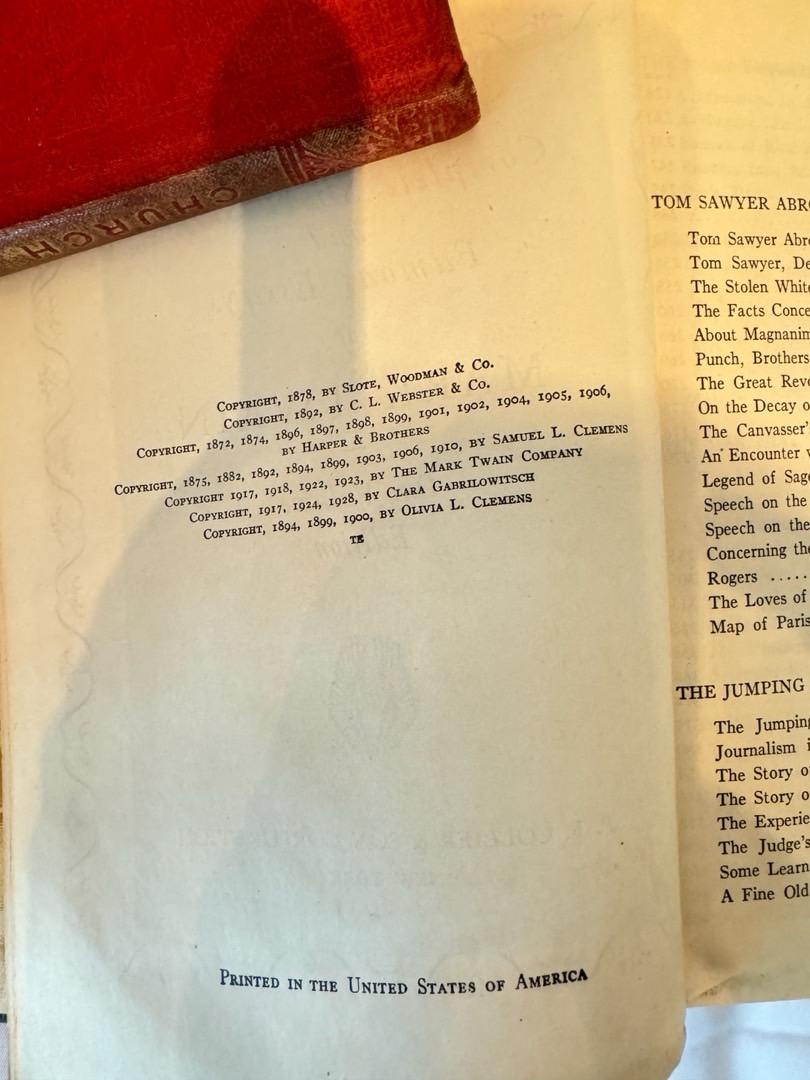 CHURCH
COPYRIGHT, 1878, BY SLOTE, WOODMAN & CO.
COPYRIGHT, 1892, BY C. L. WEBSTER & CO.
COPYRIGHT, 1872, 1874, 1896, 1897, 1898, 1899, 1901, 1902, 1904, 1905, 1906,
BY HARPER & BROTHERS
COPYRIGHT, 1875, 1882, 1892, 1894, 1899, 1903, 1906, 1910, BY SAMUEL L. CLEMENS
COPYRIGHT 1917, 1918, 1922, 1923, BY THE MARK TWAIN COMPANY
COPYRIGHT, 1917, 1924, 1928, BY CLARA GABRILOWITSCH
COPYRIGHT, 1894, 1899, 1900, BY OLIVIA L. CLEMENS
TE
PRINTED IN THE UNITED STATES OF AMERICA
TOM SAWYER ABR
Tom Sawyer Abr
Tom Sawyer, De
The Stolen Whit
The Facts Conce
About Magnanim
Punch, Brothers
The Great Rev
On the Decay o
The Canvasser's
An Encounter
Legend of Sag
Speech on the
Speech on the
Concerning the
Rogers .....
The Loves of
Map of Paris
THE JUMPING
The Jumping
Journalism i
The Story o
The Story o
The Experie
The Judge's
Some Learn
A Fine Old